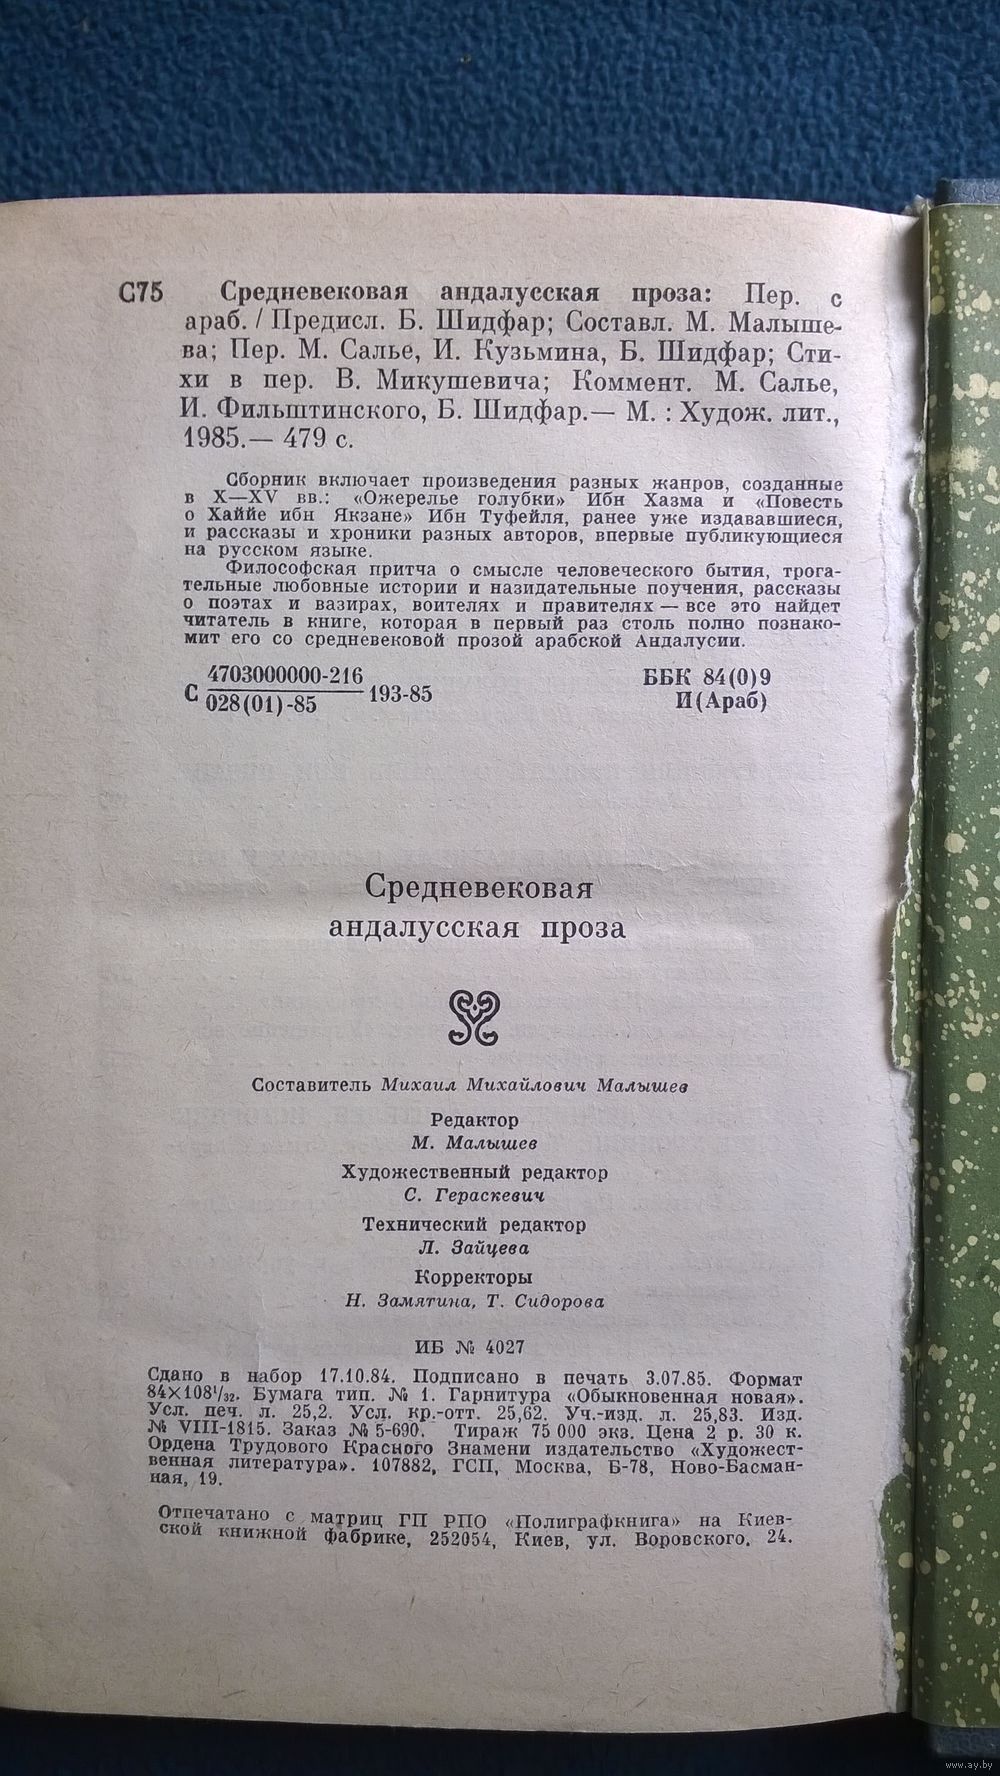 С75 Средневековая андалусская проза: Пер. с
араб. / Предисл. Б. Шидфар; Составл. М. Малыше-
ва; Пер. М. Салье, И. Кузьмина, Б. Шидфар; Сти-
хи в пер. В. Микушевича; Коммент. М. Салье,
И. Фильштинского, Б. Шидфар.— М. : Худож. лит.,
1985.— 479 с.
Сборник включает произведения разных жанров, созданные
в X—XV вв.: «Ожерелье голубки» Ибн Хазма и «Повесть
о Хаййе ибн Якзане» Ибн Туфейля, ранее уже издававшиеся,
и рассказы и хроники разных авторов, впервые публикующиеся
на русском языке.
Философская притча о смысле человеческого бытия, трога-
тельные любовные истории и назидательные поучения, рассказы
о поэтах и вазирах, воителях и правителях — все это найдет
читатель в книге, которая в первый раз столь полно познако-
мит его со средневековой прозой арабской Андалусии.
С 4703000000-216
028(01)-85 193-85
ББК 84(0)9
И(Араб)
Средневековая
андалусская проза
Составитель Михаил Михайлович Малышев
Редактор
М. Малышев
Художественный редактор
С. Гераскевич
Технический редактор
Л. Зайцева
Корректоры
Н. Замятина, Т. Сидорова
ИБ № 4027
Сдано в набор 17.10.84. Подписано в печать 3.07.85. Формат
84×108¹/₃₂. Бумага тип. № 1. Гарнитура «Обыкновенная новая».
Усл. печ. л. 25,2. Усл. кр.-отт. 25,62. Уч.-изд. л. 25,83. Изд.
№ VIII-1815. Заказ № 5-690. Тираж 75 000 экз. Цена 2 р. 30 к.
Ордена Трудового Красного Знамени издательство «Художест-
венная литература». 107882, ГСП, Москва, Б-78, Ново-Басман-
ная, 19.
Отпечатано с матриц ГП РПО «Полиграфкнига» на Киев-
ской книжной фабрике, 252054, Киев, ул. Воровского, 24.
www.ay.by